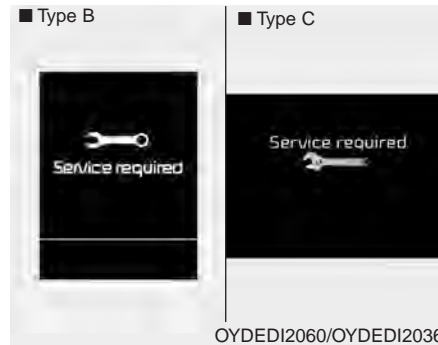 ■ Type B
■ Type C
Service required
Service required
OYDEDI2060/OYDEDI2036